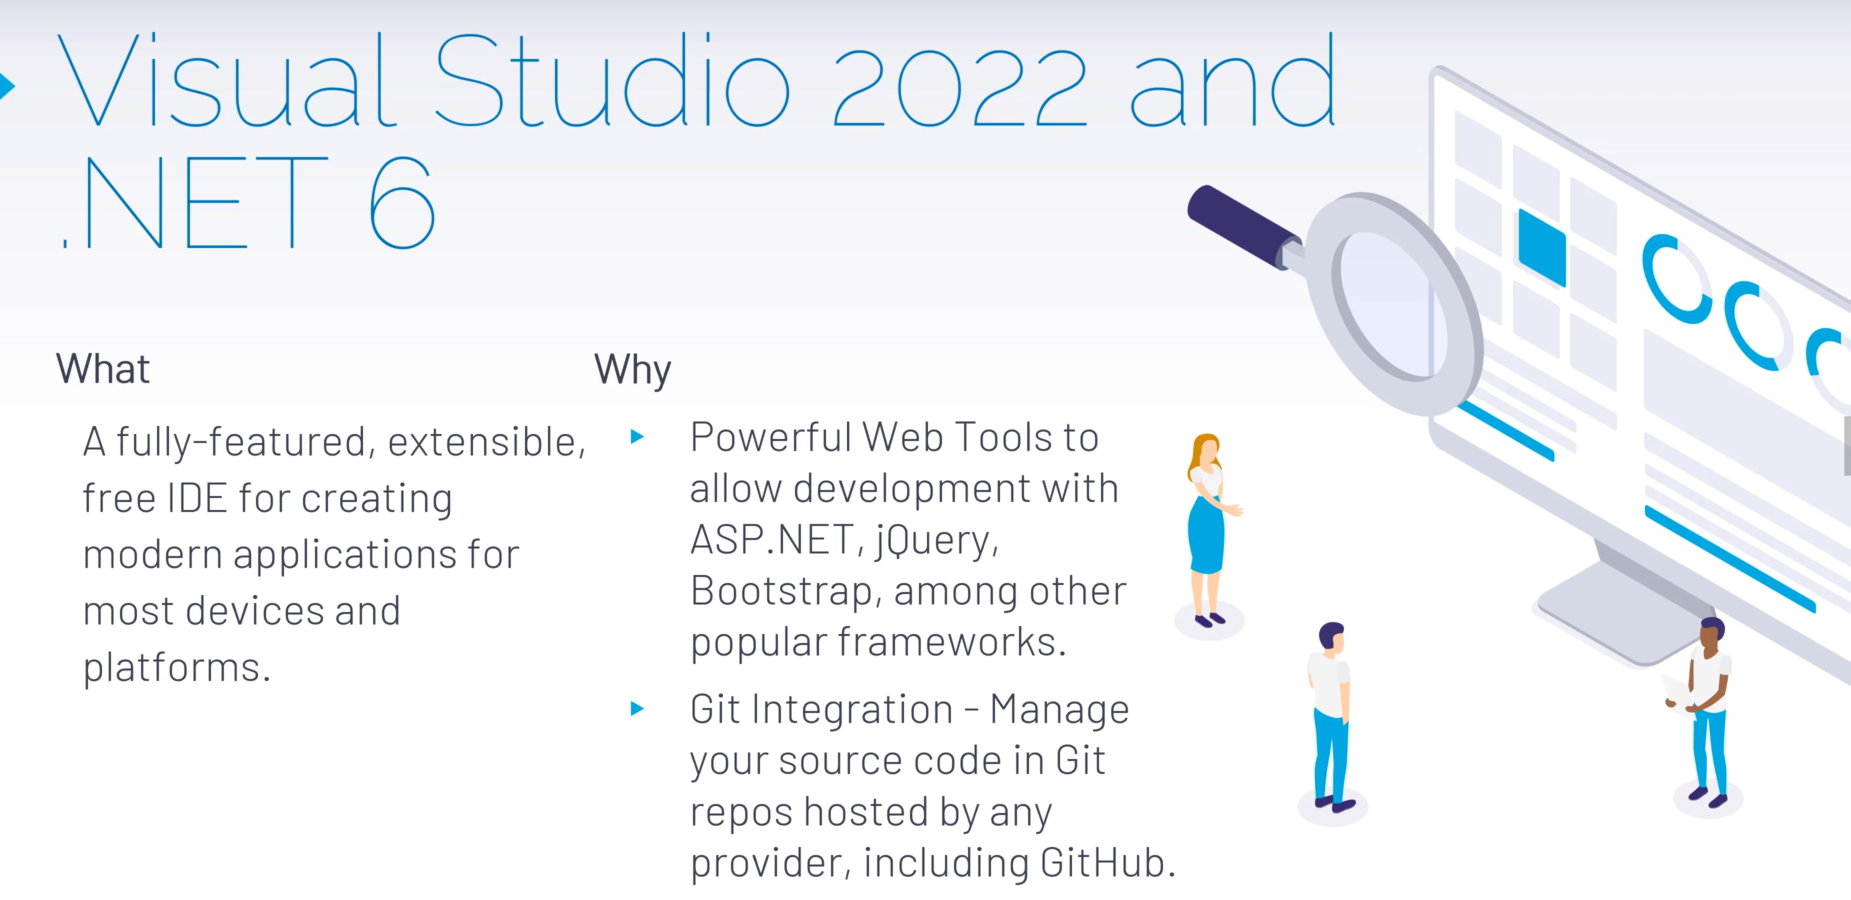 Visual Studio 2022 and
.NET 6
What
A fully-featured, extensible,
free IDE for creating
modern applications for
most devices and
platforms.
Why
Powerful Web Tools to
allow development with
ASP.NET, jQuery,
Bootstrap, among other
popular frameworks.
Git Integration - Manage
your source code in Git
repos hosted by any
provider, including GitHub.